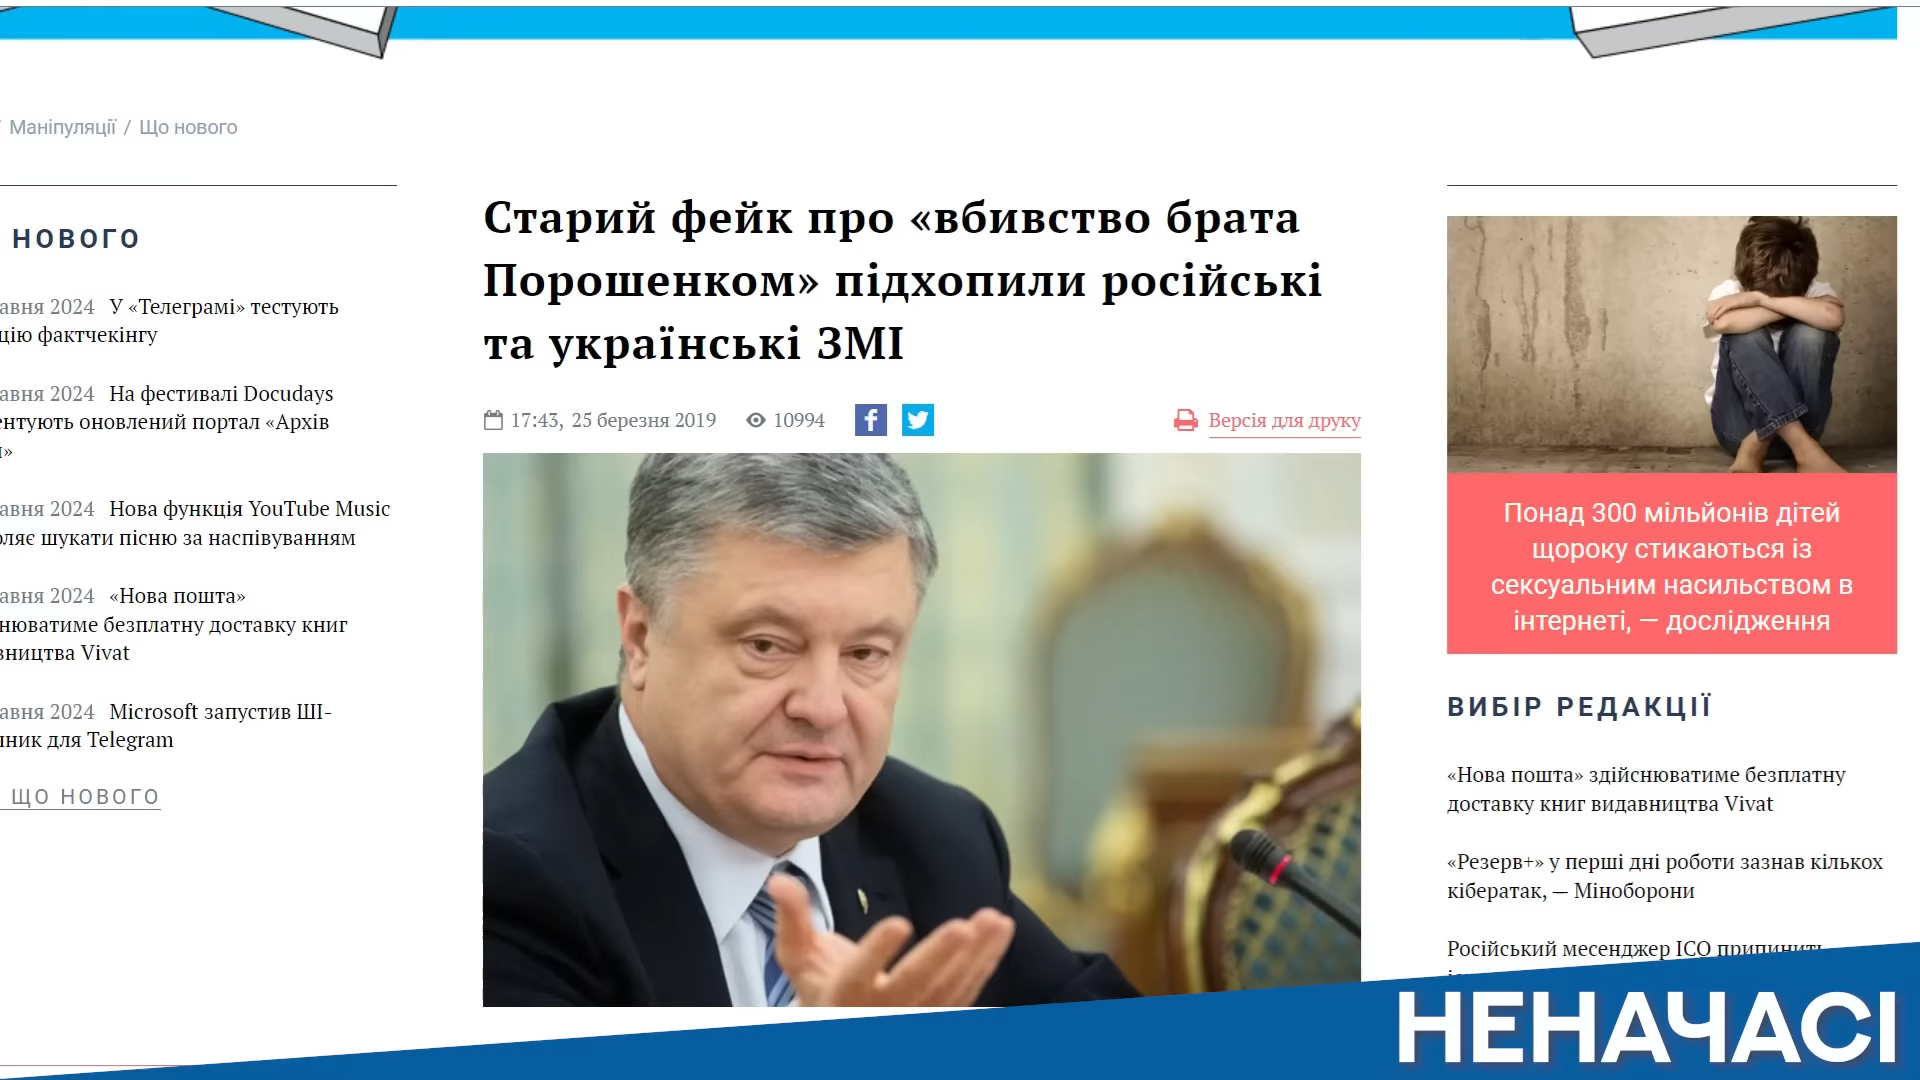 / Маніпуляції / Що нового
НОВОГО
авня 2024 У «Телеграмі» тестують
цію фактчекінгу
авня 2024 На фестивалі Docudays
ентують оновлений портал «Архів
»
авня 2024 Нова функція YouTube Music
оляє шукати пісню за наспівуванням
авня 2024 «Нова пошта»
нюватиме безплатну доставку книг
вництва Vivat
авня 2024 Microsoft запустив ШІ-
чник для Telegram
ЩО НОВОГО
Старий фейк про «вбивство брата
Порошенком» підхопили російські
та українські ЗМІ
17:43, 25 березня 2019 10994 Версія для друку
Понад 300 мільйонів дітей
щороку стикаються із
сексуальним насильством в
інтернеті, — дослідження
ВИБІР РЕДАКЦІЇ
«Нова пошта» здійснюватиме безплатну
доставку книг видавництва Vivat
«Резерв+» у перші дні роботи зазнав кількох
кібератак, — Міноборони
Російський месенджер ICQ припинить
НЕНАЧАСІ